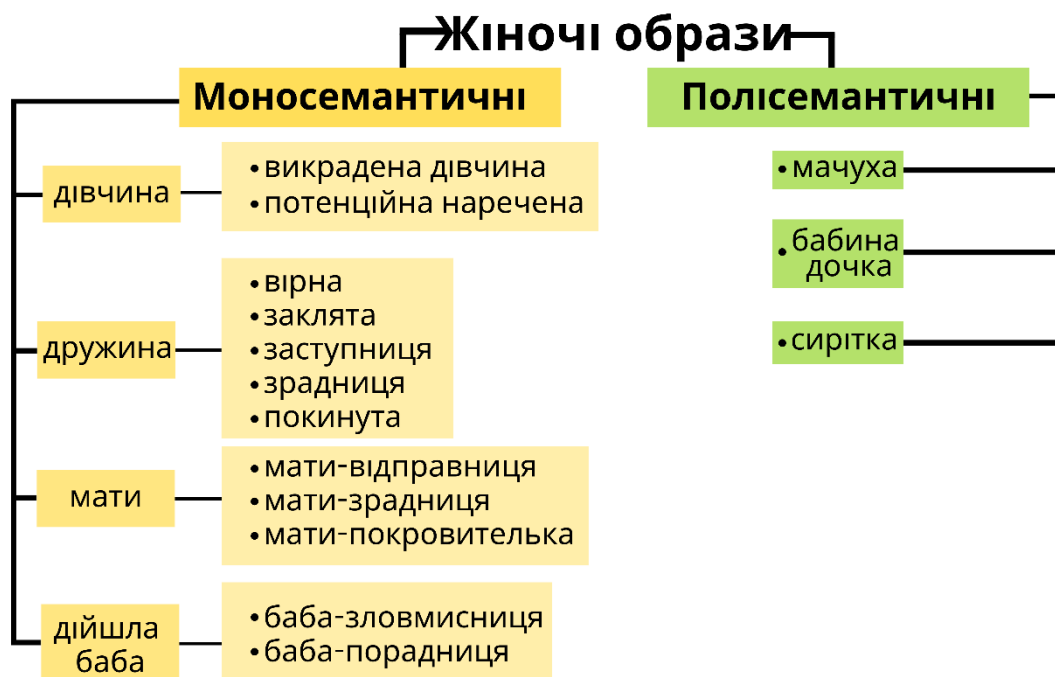 Жіночі образи
Моносемантичні
Полісемантичні
дівчина
• викрадена дівчина
• потенційна наречена
дружина
• вірна
• заклята
• заступниця
• зрадниця
• покинута
мати
• мати-відправниця
• мати-зрадниця
• мати-покровителька
дійшла
баба
• баба-зловмисниця
• баба-порадниця
• мачуха
• бабина
дочка
• сирітка